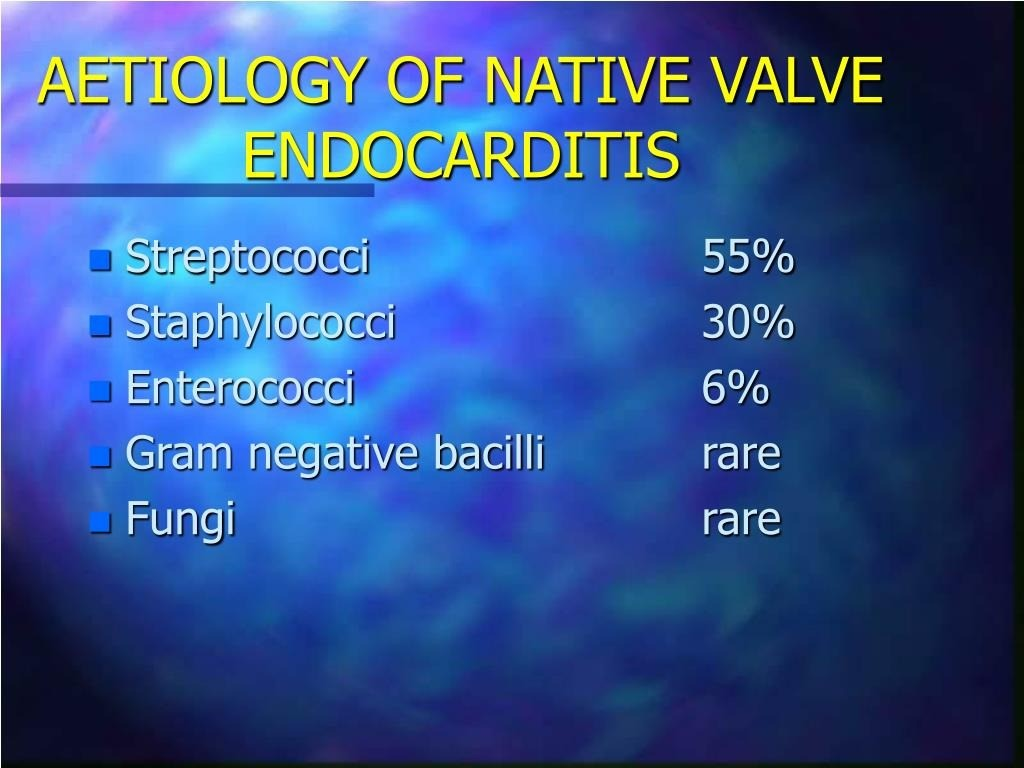 AETIOLOGY OF NATIVE VALVE
ENDOCARDITIS
Streptococci 55%
Staphylococci 30%
Enterococci 6%
Gram negative bacilli rare
Fungi rare